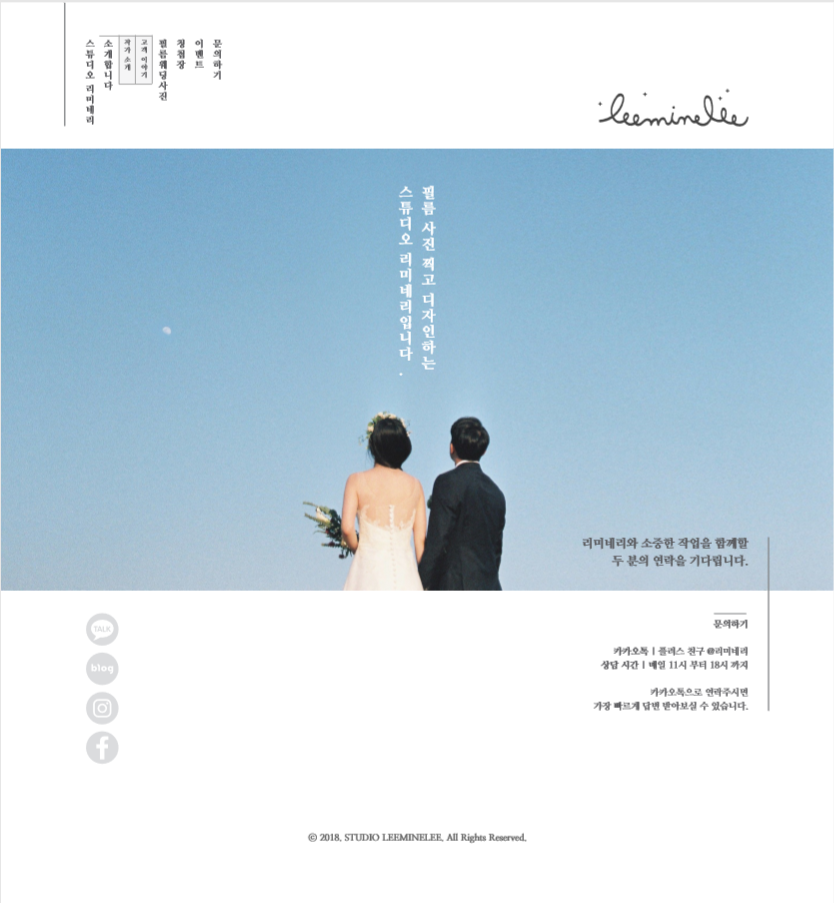 스튜디오 리미네리
소개합니다
작가 소개
고객 이야기
필름웨딩사진
청첩장
이벤트
문의하기
leeminelee
필름 사진 찍고 디자인하는
스튜디오 리미네리입니다 .
리미네리와 소중한 작업을 함께할
두 분의 연락을 기다립니다.
문의하기
카카오톡 | 플러스 친구 @리미네리
상담 시간 | 매일 11시 부터 18시 까지
카카오톡으로 연락주시면
가장 빠르게 답변 받아보실 수 있습니다.
TALK
blog
© 2018. STUDIO LEEMINELEE. All Rights Reserved.